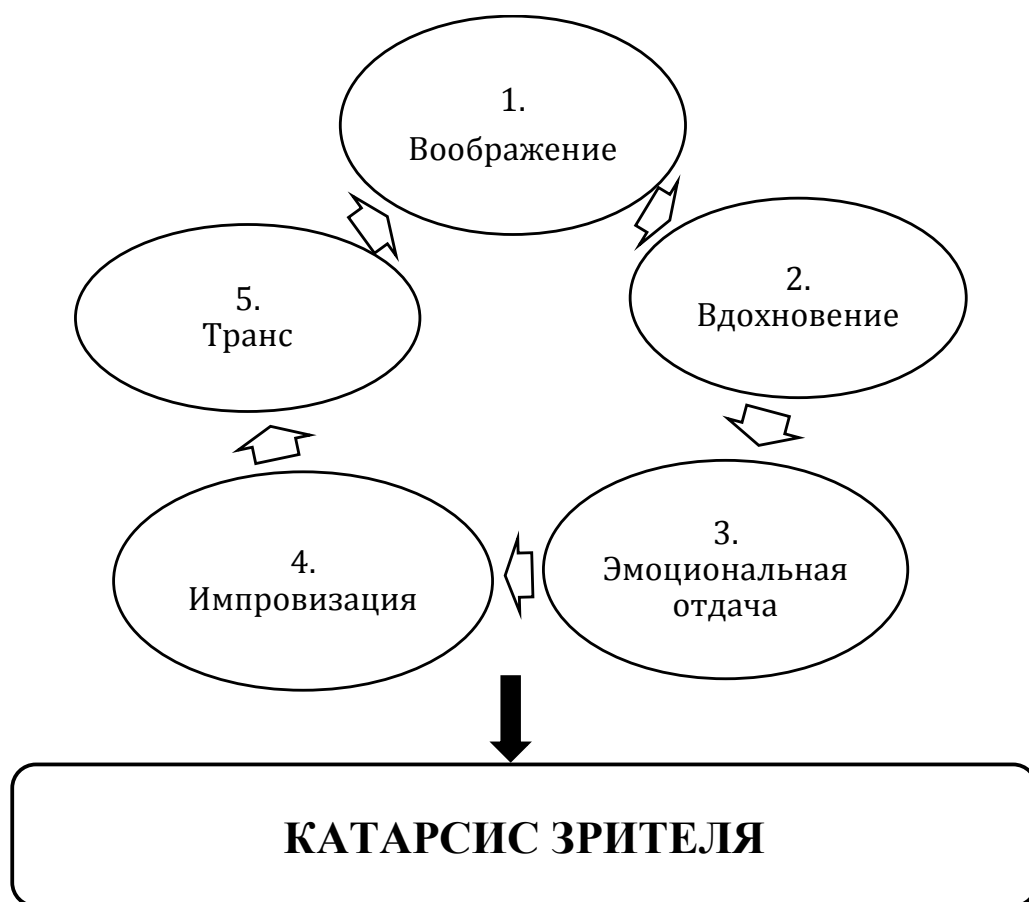 1.
Воображение
2.
Вдохновение
3.
Эмоциональная
отдача
4.
Импровизация
5.
Транс
КАТАРСИС ЗРИТЕЛЯ